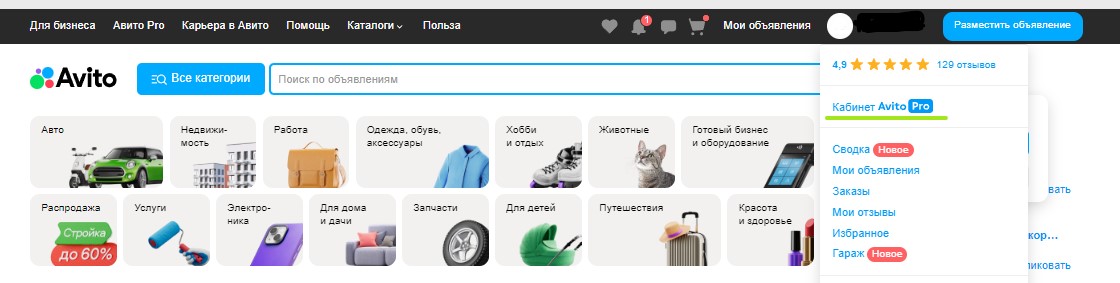 Для бизнеса Авито Pro Карьера в Авито Помощь Каталоги Польза 1 Мои объявления Разместить объявление
Avito Все категории Поиск по объявлениям
Авто
Недвижи-
мость
Работа
Одежда, обувь,
аксессуары
Хобби
и отдых
Животные
Готовый бизнес
и оборудование
Распродажа
Стройка
до 60%
Услуги
Электро-
ника
Для дома
и дачи
Запчасти
Для детей
Путешествия
Красота
и здоровье
4,9 129 отзывов
Кабинет Avito Pro
Сводка Новое
Мои объявления
Заказы
Мои отзывы
Избранное
Гараж Новое